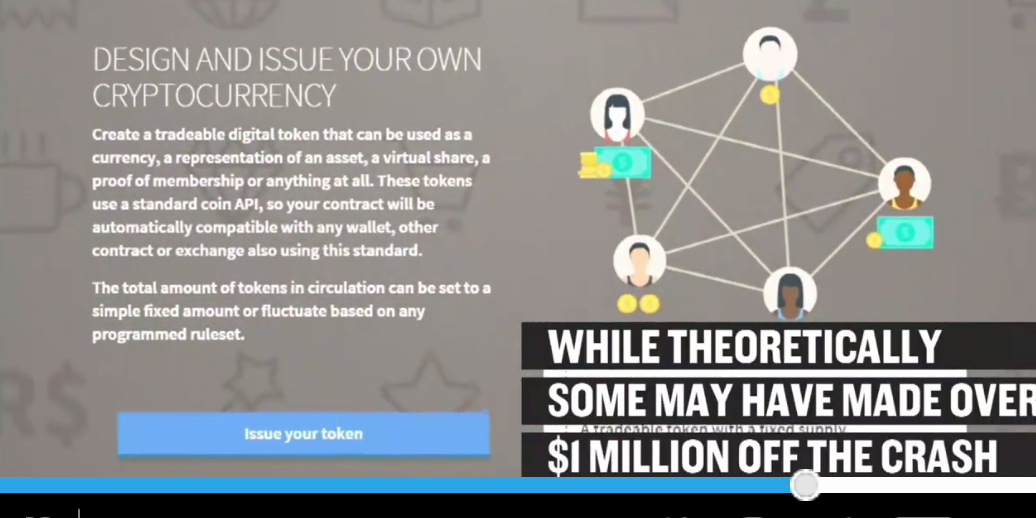 DESIGN AND ISSUE YOUR OWN
CRYPTOCURRENCY
Create a tradeable digital token that can be used as a
currency, a representation of an asset, a virtual share, a
proof of membership or anything at all. These tokens
use a standard coin API, so your contract will be
automatically compatible with any wallet, other
contract or exchange also using this standard.
The total amount of tokens in circulation can be set to a
simple fixed amount or fluctuate based on any
programmed ruleset.
Issue your token
WHILE THEORETICALLY
SOME MAY HAVE MADE OVER
A tradeable token with a fixed supply
$1 MILLION OFF THE CRASH
R$